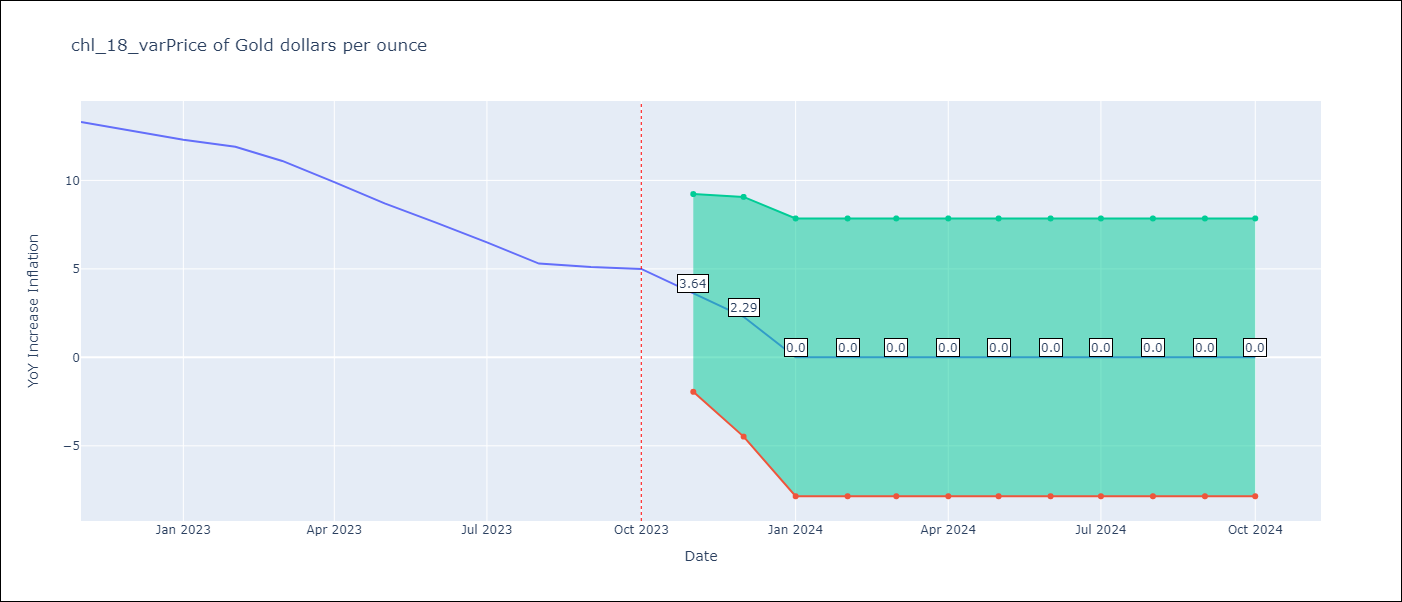 chl_18_varPrice of Gold dollars per ounce
YoY Increase Inflation
10
5
0
−5
3.64
2.29
0.0 0.0 0.0 0.0 0.0 0.0 0.0 0.0 0.0 0.0
Jan 2023 Apr 2023 Jul 2023 Oct 2023 Jan 2024 Apr 2024 Jul 2024 Oct 2024
Date